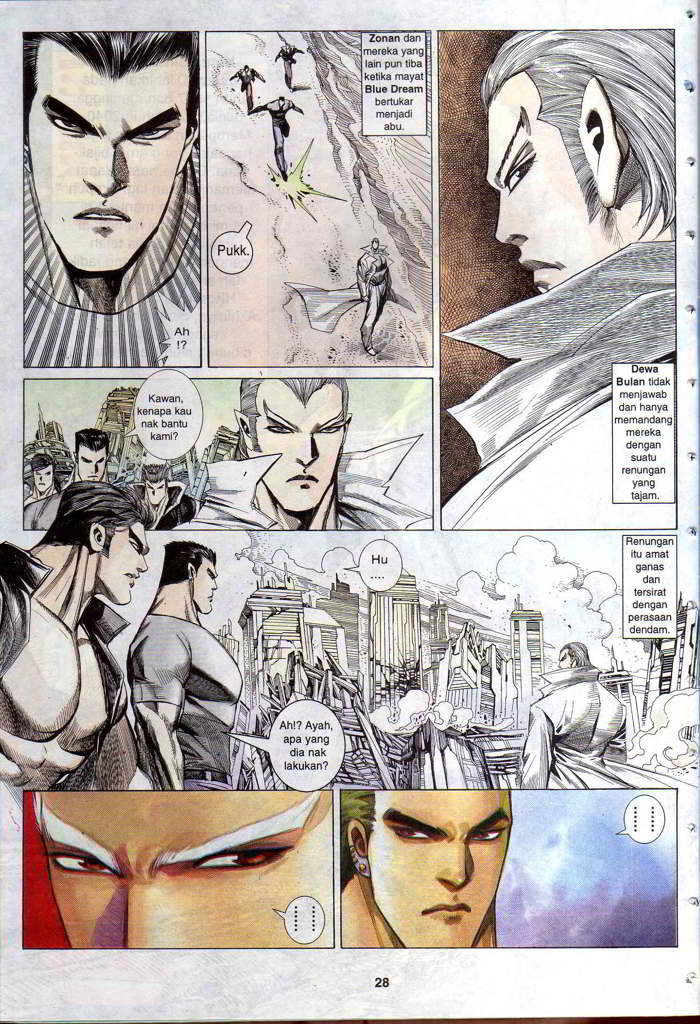 Ah
!?
Zonan dan
mereka yang
lain pun tiba
ketika mayat
Blue Dream
bertukar
menjadi
abu.
Pukk.
Dewa
Bulan tidak
menjawab
dan hanya
memandang
mereka
dengan
suatu
renungan
yang
tajam.
Kawan,
kenapa kau
nak bantu
kami?
Renungan
itu amat
ganas
dan
tersirat
dengan
perasaan
dendam.
Hu
....
Ah!? Ayah,
apa yang
dia nak
lakukan?
28